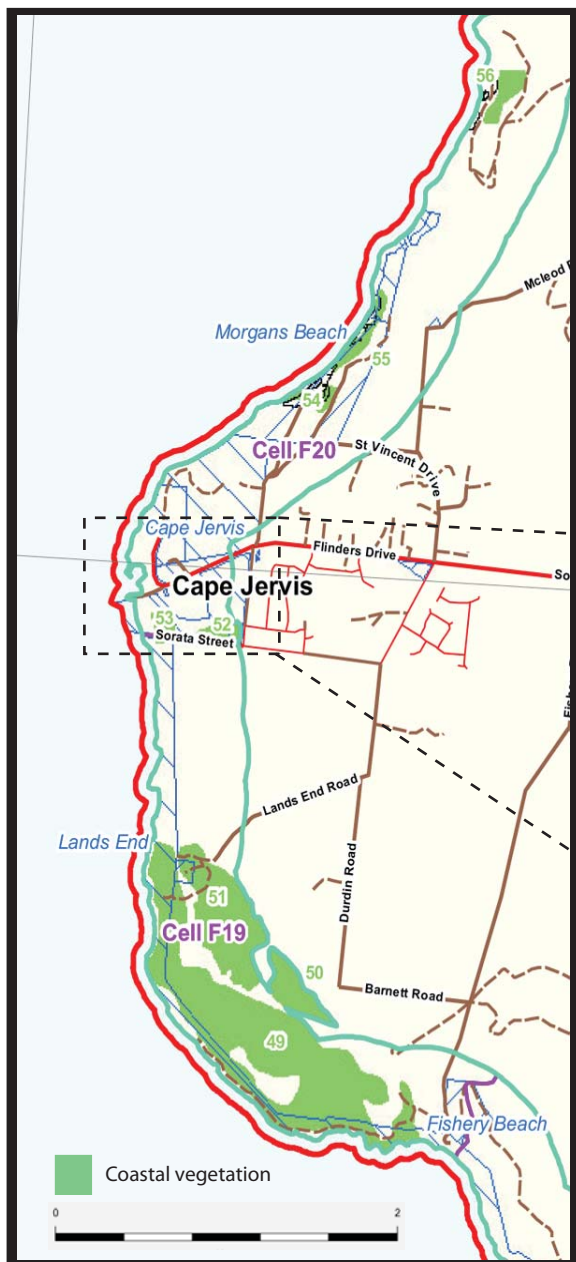 56
Mcleod
Morgans Beach
55
54
Cell F20
St Vincent Drive
Cape Jervis
Flinders Drive
So
Cape Jervis
53
52
Sorata Street
Lands End Road
Lands End
51
Durdin Road
Cell F19
50
Barnett Road
49
Fishery Beach
Coastal vegetation
0
2